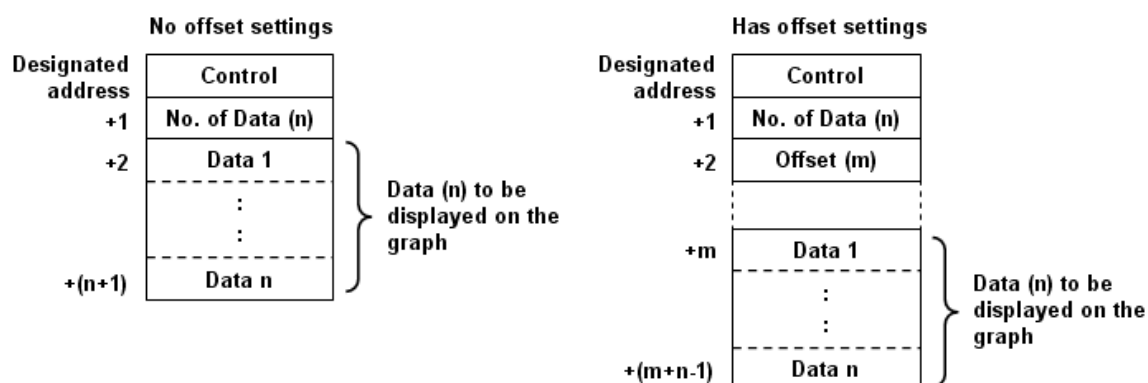 No offset settings
Designated
address
Control
+1
No. of Data (n)
+2
Data 1
:
:
+(n+1)
Data n
Data (n) to be
displayed on the
graph
Has offset settings
Designated
address
Control
+1
No. of Data (n)
+2
Offset (m)
+m
Data 1
:
:
+(m+n-1)
Data n
Data (n) to be
displayed on the
graph